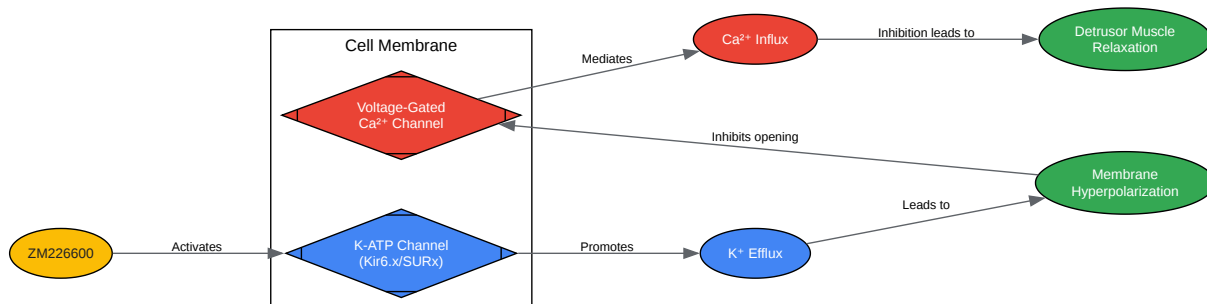 Cell Membrane
Ca²⁺ Influx
Inhibition leads to
Detrusor Muscle
Relaxation
Mediates
Voltage-Gated
Ca²⁺ Channel
Inhibits opening
Membrane
Hyperpolarization
Leads to
ZM226600
Activates
K-ATP Channel
(Kir6.x/SURx)
Promotes
K⁺ Efflux